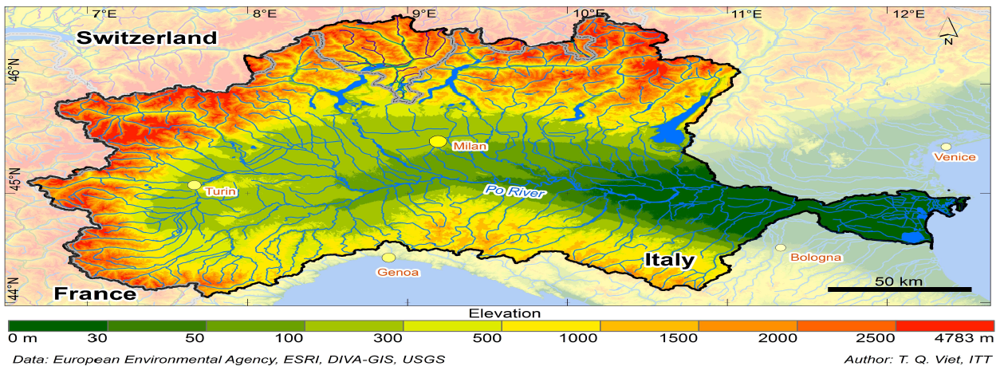 7°E 8°E 9°E 10°E 11°E 12°E
Switzerland
N
46°N
Milan
Venice
45°N
Turin
Po River
Italy
Bologna
Genoa
50 km
44°N
France
Elevation
0 m 30 50 100 300 500 1000 1500 2000 2500 4783 m
Data: European Environmental Agency, ESRI, DIVA-GIS, USGS
Author: T. Q. Viet, ITT